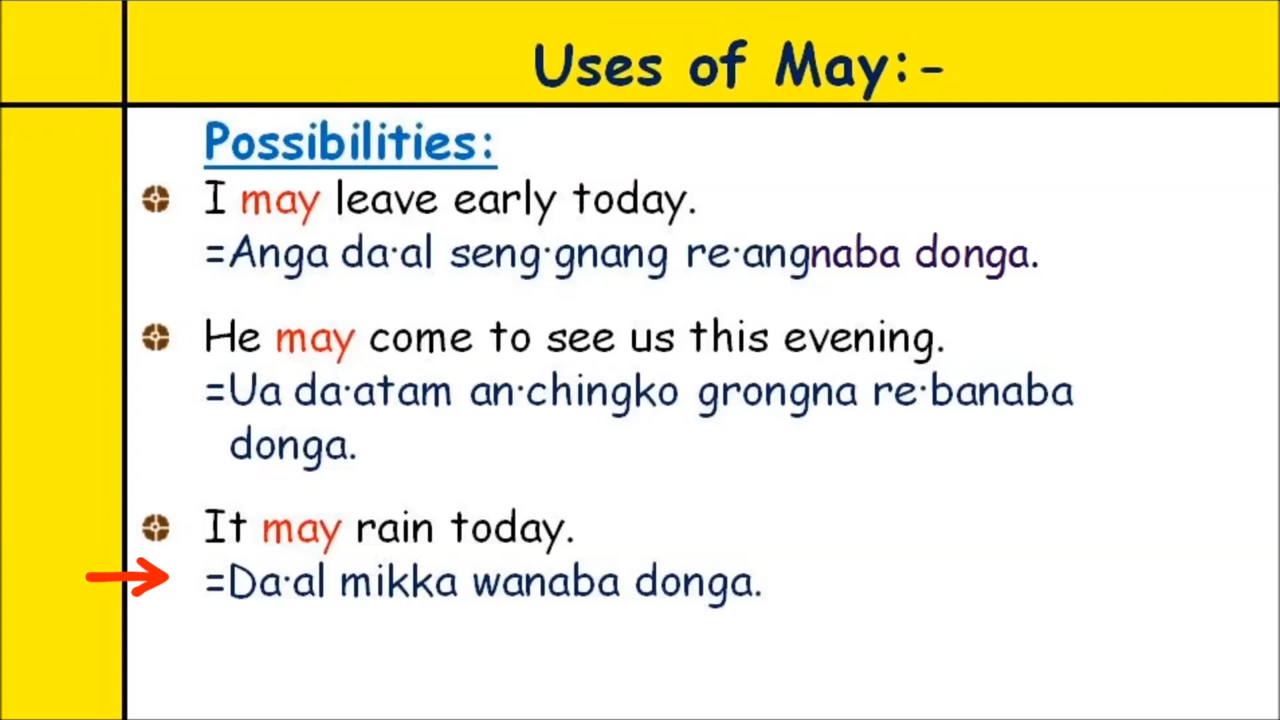 Uses of May:-
Possibilities:
I may leave early today.
=Anga da·al seng·gnang re·angnaba donga.
He may come to see us this evening.
=Ua da·atam an·chingko grongna re·banaba
donga.
It may rain today.
=Da·al mikka wanaba donga.